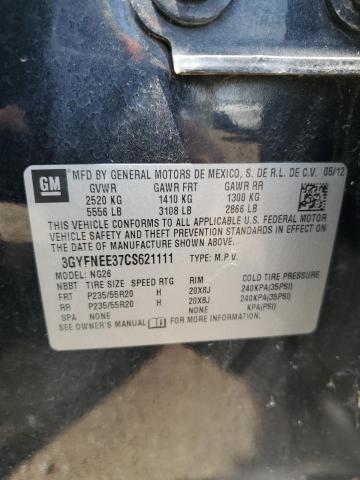 GM
MFD BY GENERAL MOTORS DE MEXICO, S. DE R.L. DE C.V. 05/12
GVWR GAWR FRT GAWR RR
2520 KG 1410 KG 1300 KG
5556 LB 3108 LB 2866 LB
THIS VEHICLE CONFORMS TO ALL APPLICABLE U.S. FEDERAL MOTOR
VEHICLE SAFETY, BUMPER, AND THEFT PREVENTION STANDARDS IN
EFFECT ON THE DATE OF MANUFACTURE SHOWN ABOVE.
3GYFNEE37CS621111 TYPE: M.P.V.
MODEL: NG26
NBBT TIRE SIZE SPEED RTG RIM COLD TIRE PRESSURE
FRT P235/55R20 H 20X8J 240KPA(35PSI)
RR P235/55R20 H 20X8J 240KPA(35PSI)
SPA NONE NONE NONE
SEE OWNER'S MANUAL FOR MORE INFORMATION.